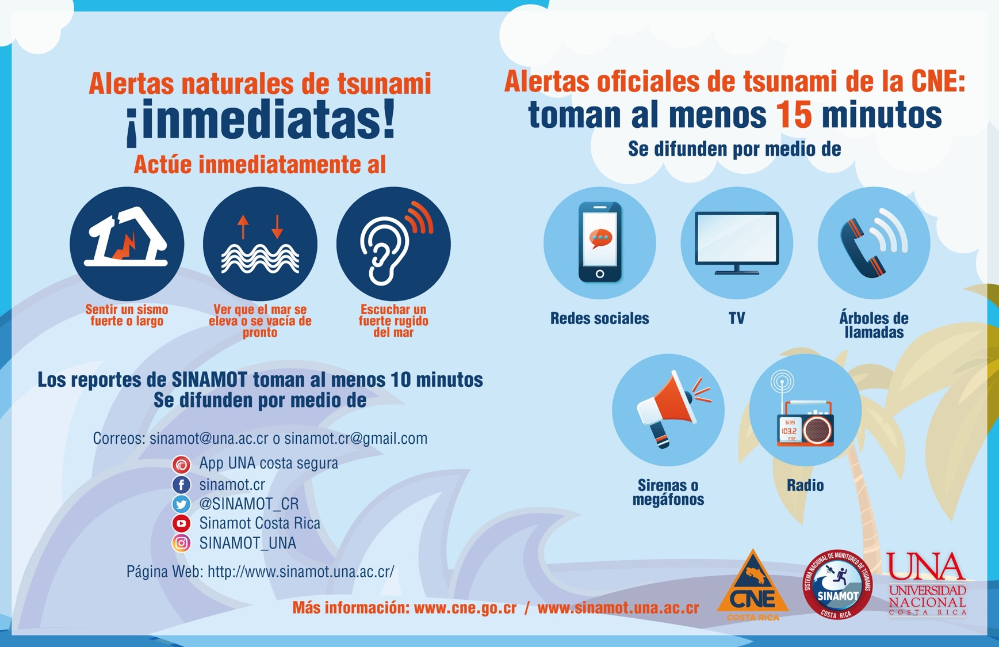 Alertas naturales de tsunami
¡inmediatas!
Actúe inmediatamente al
Sentir un sismo
fuerte o largo
Ver que el mar se
eleva o se vacía de
pronto
Escuchar un
fuerte rugido
del mar
Los reportes de SINAMOT toman al menos 10 minutos
Se difunden por medio de
Correos: sinamot@una.ac.cr o sinamot.cr@gmail.com
App UNA costa segura
sinamot.cr
@SINAMOT_CR
Sinamot Costa Rica
SINAMOT_UNA
Página Web: http://www.sinamot.una.ac.cr/
Alertas oficiales de tsunami de la CNE:
toman al menos 15 minutos
Se difunden por medio de
Redes sociales
TV
Árboles de
llamadas
Sirenas o
megáfonos
6:39
103.2
FDE
Radio
Más información: www.cne.go.cr / www.sinamot.una.ac.cr
CNE
COSTA RICA
SISTEMA NACIONAL DE MONITOREO DE TSUNAMIS
SINAMOT
COSTA RICA
UNA
UNIVERSIDAD
NACIONAL
COSTA RICA